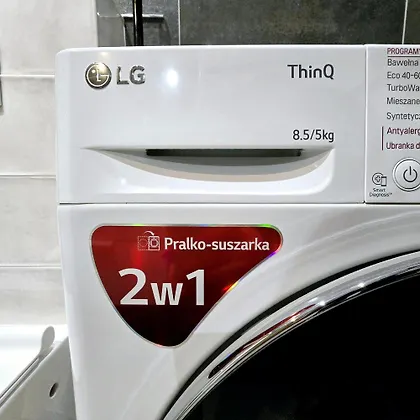 LG
ThinQ
8.5/5kg
PROGRAM
Bawełna
Eco 40-60
TurboWa
Mieszane
Syntetycz
Antyalerg
Ubranka d
Smart
Diagnosis™
Pralko-suszarka
2w1